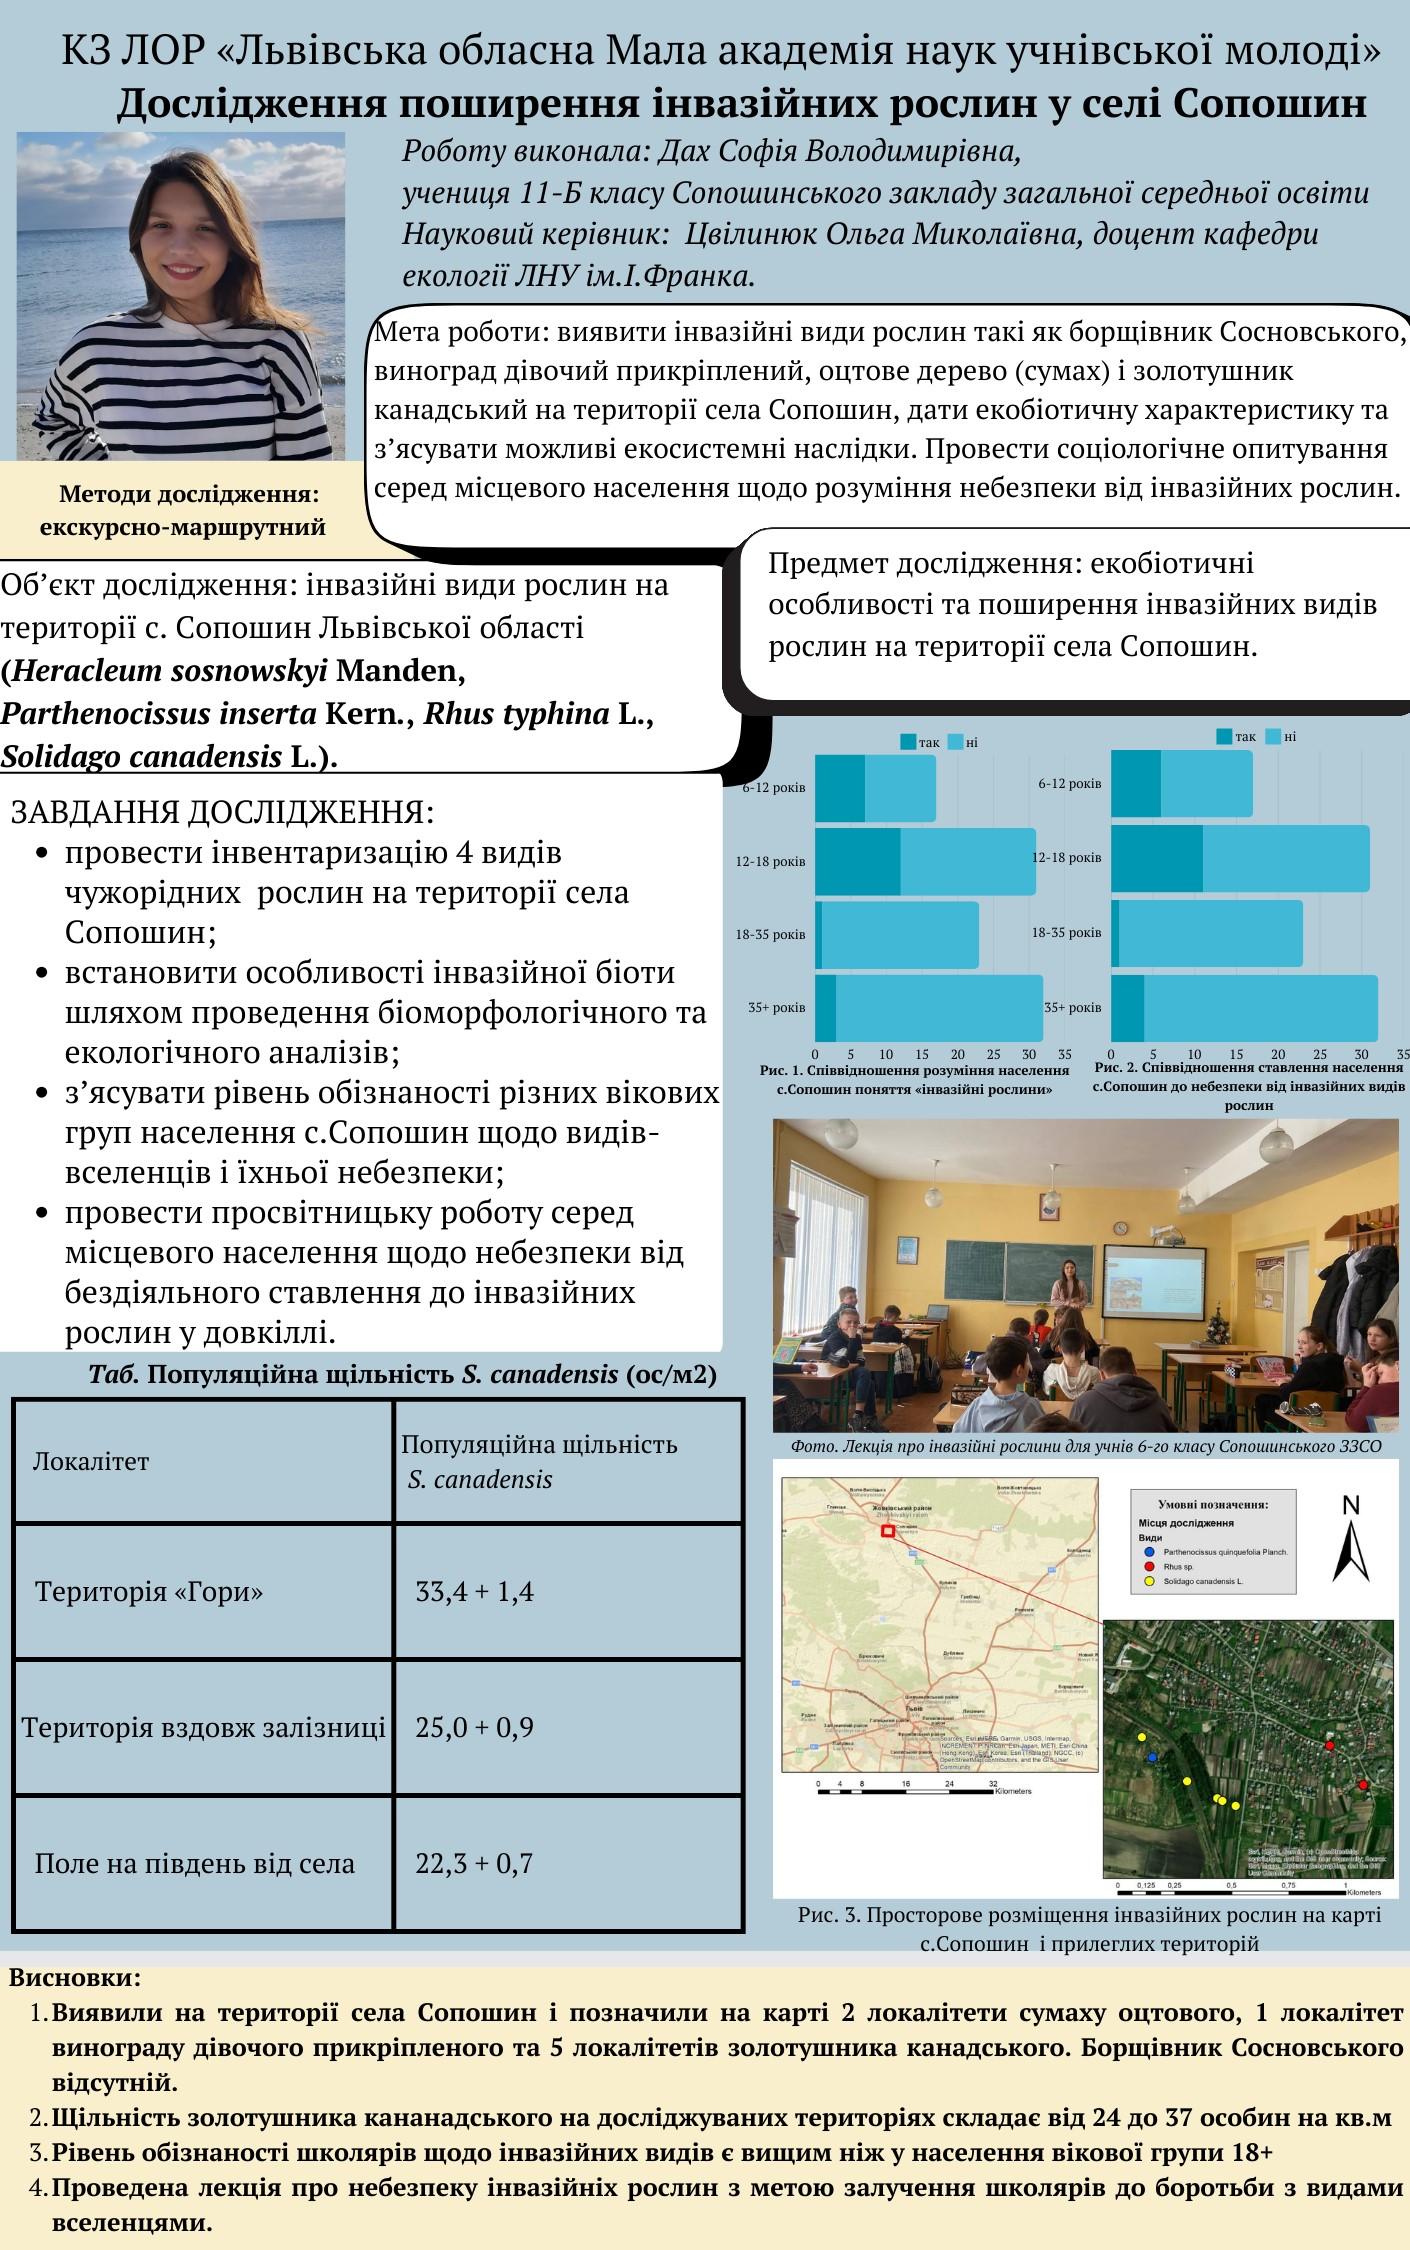 КЗ ЛОР «Львівська обласна Мала академія наук учнівської молоді»
Дослідження поширення інвазійних рослин у селі Сопошин
Роботу виконала: Дах Софія Володимирівна,
учениця 11-Б класу Сопошинського закладу загальної середньої освіти
Науковий керівник: Цвілинюк Ольга Миколаївна, доцент кафедри
екології ЛНУ ім.І.Франка.
Мета роботи: виявити інвазійні види рослин такі як борщівник Сосновського,
виноград дівочий прикріплений, оцтове дерево (сумах) і золотушник
канадський на території села Сопошин, дати екобіотичну характеристику та
з’ясувати можливі екосистемні наслідки. Провести соціологічне опитування
серед місцевого населення щодо розуміння небезпеки від інвазійних рослин.
Методи дослідження:
екскурсно-маршрутний
Об’єкт дослідження: інвазійні види рослин на
території с. Сопошин Львівської області
(Heracleum sosnowskyi Manden,
Parthenocissus inserta Kern., Rhus typhina L.,
Solidago canadensis L.).
Предмет дослідження: екобіотичні
особливості та поширення інвазійних видів
рослин на території села Сопошин.
ЗАВДАННЯ ДОСЛІДЖЕННЯ:
• провести інвентаризацію 4 видів
чужорідних рослин на території села
Сопошин;
• встановити особливості інвазійної біоти
шляхом проведення біоморфологічного та
екологічного аналізів;
• з’ясувати рівень обізнаності різних вікових
груп населення с.Сопошин щодо видів-
вселенців і їхньої небезпеки;
• провести просвітницьку роботу серед
місцевого населення щодо небезпеки від
бездіяльного ставлення до інвазійних
рослин у довкіллі.
так ні
6-12 років
12-18 років
18-35 років
35+ років
0 5 10 15 20 25 30 35
Рис. 1. Співвідношення розуміння населення
с.Сопошин поняття «інвазійні рослини»
так ні
6-12 років
12-18 років
18-35 років
35+ років
0 5 10 15 20 25 30 35
Рис. 2. Співвідношення ставлення населення
с.Сопошин до небезпеки від інвазійних видів
рослин
Фото. Лекція про інвазійні рослини для учнів 6-го класу Сопошинського ЗЗСО
Таб. Популяційна щільність S. canadensis (ос/м2)
Локалітет
Популяційна щільність
S. canadensis
Територія «Гори» 33,4 + 1,4
Територія вздовж залізниці 25,0 + 0,9
Поле на південь від села 22,3 + 0,7
Жовківський район
Львів
0 4 8 16 24 32
Kilometers
Умовні позначення:
Місця дослідження
Види
Parthenocissus quinquefolia Planch.
Rhus sp.
Solidago canadensis L.
N
0 0,125 0,25 0,5 0,75 1
Kilometers
Рис. 3. Просторове розміщення інвазійних рослин на карті
с.Сопошин і прилеглих територій
Висновки:
1. Виявили на території села Сопошин і позначили на карті 2 локалітети сумаху оцтового, 1 локалітет
винограду дівочого прикріпленого та 5 локалітетів золотушника канадського. Борщівник Сосновського
відсутній.
2. Щільність золотушника кананадського на досліджуваних територіях складає від 24 до 37 особин на кв.м
3. Рівень обізнаності школярів щодо інвазійних видів є вищим ніж у населення вікової групи 18+
4. Проведена лекція про небезпеку інвазійніх рослин з метою залучення школярів до боротьби з видами
вселенцями.